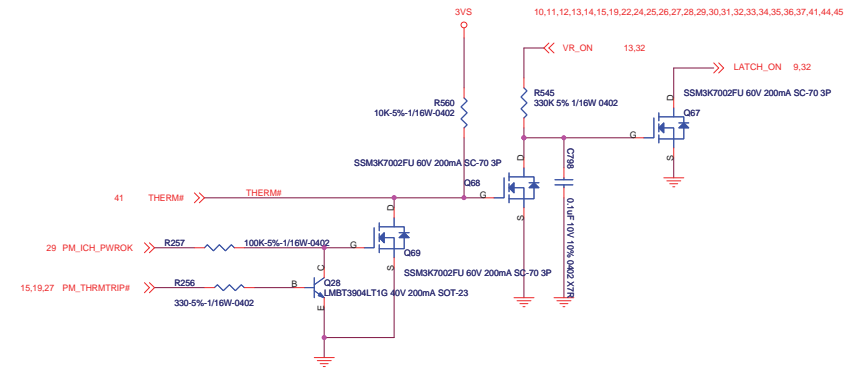 3VS 10,11,12,13,14,15,19,22,24,25,26,27,28,29,30,31,32,33,34,35,36,37,41,44,45
VR_ON 13,32
LATCH_ON 9,32
R545
330K 5% 1/16W 0402
R560
10K-5%-1/16W-0402
D
SSM3K7002FU 60V 200mA SC-70 3P
Q67
G
S
C798
0.1uF 10V 10% 0402 X7R
SSM3K7002FU 60V 200mA SC-70 3P
D
Q68
G
S
41 THERM# THERM#
D
29 PM_ICH_PWROK R257 100K-5%-1/16W-0402
G
Q69
S
SSM3K7002FU 60V 200mA SC-70 3P
C
15,19,27 PM_THRMTRIP# R256
330-5%-1/16W-0402
B
Q28
LMBT3904LT1G 40V 200mA SOT-23
E